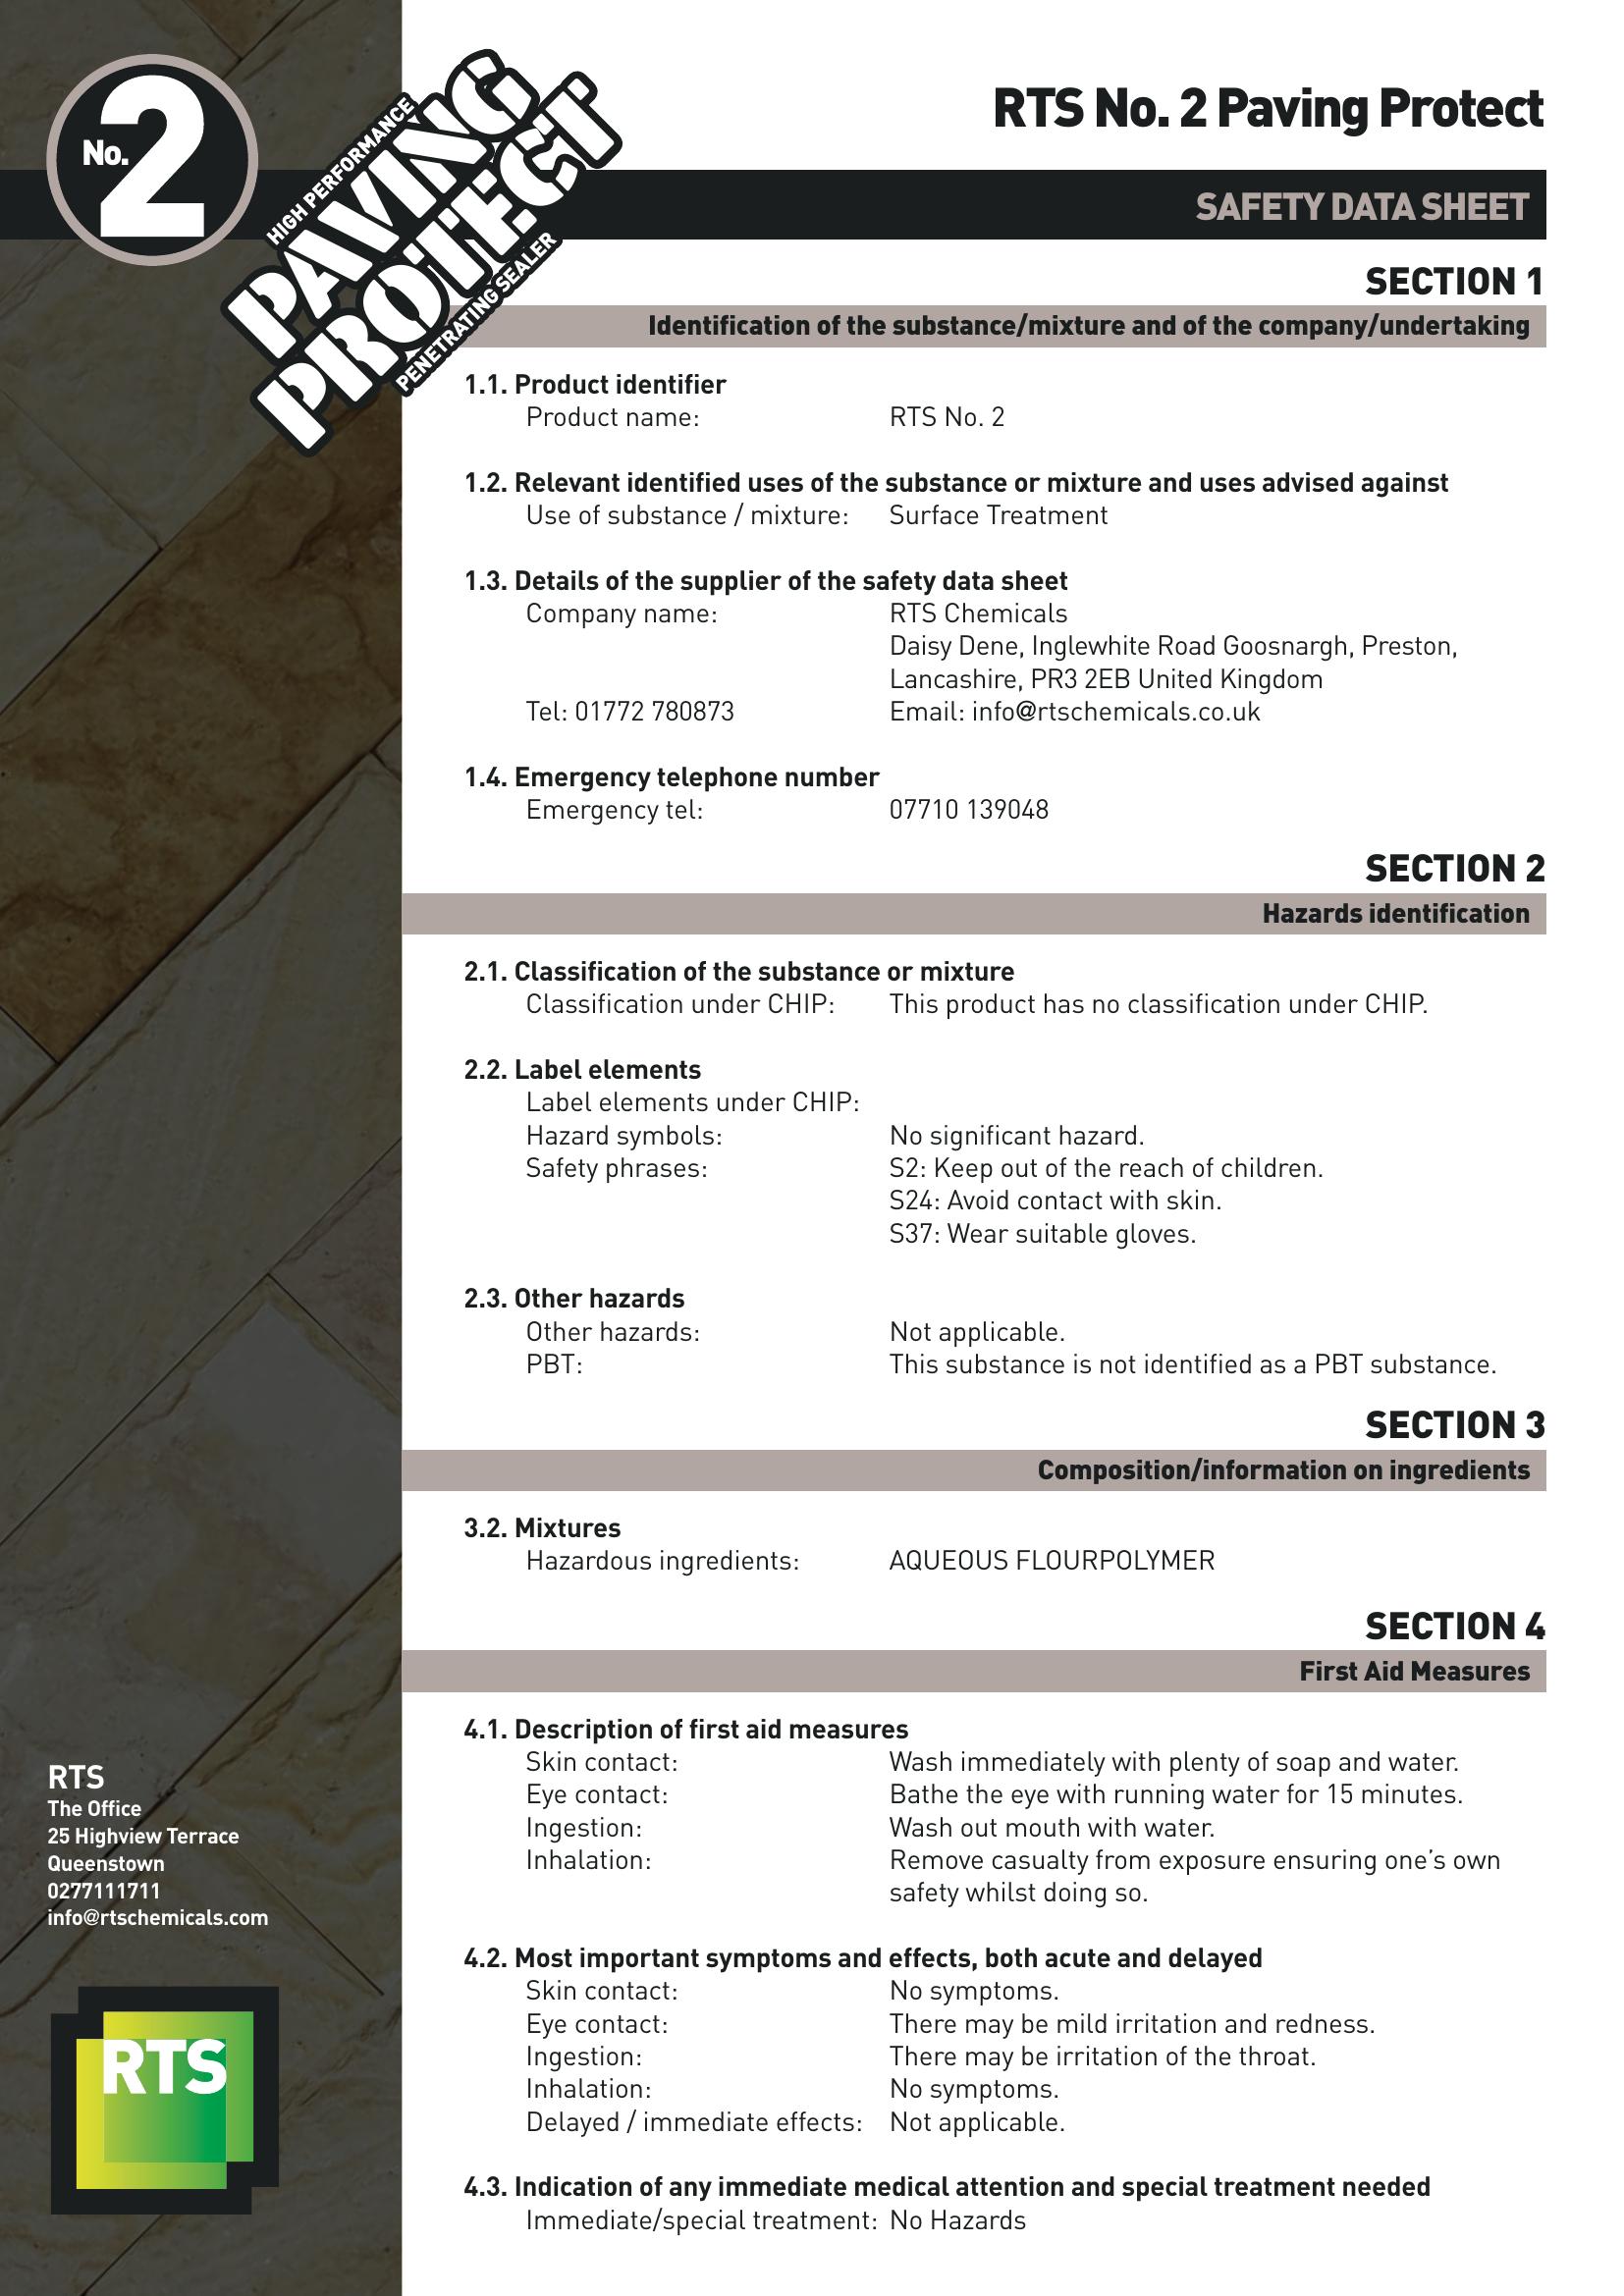 No. 2
HIGH PERFORMANCE
PAVING
PROTECT
PENETRATING SEALER
RTS No. 2 Paving Protect
SAFETY DATA SHEET
SECTION 1
Identification of the substance/mixture and of the company/undertaking
1.1. Product identifier
Product name: RTS No. 2
1.2. Relevant identified uses of the substance or mixture and uses advised against
Use of substance / mixture: Surface Treatment
1.3. Details of the supplier of the safety data sheet
Company name: RTS Chemicals
Daisy Dene, Inglewhite Road Goosnargh, Preston,
Lancashire, PR3 2EB United Kingdom
Tel: 01772 780873 Email: info@rtschemicals.co.uk
1.4. Emergency telephone number
Emergency tel: 07710 139048
SECTION 2
Hazards identification
2.1. Classification of the substance or mixture
Classification under CHIP: This product has no classification under CHIP.
2.2. Label elements
Label elements under CHIP:
Hazard symbols: No significant hazard.
Safety phrases: S2: Keep out of the reach of children.
S24: Avoid contact with skin.
S37: Wear suitable gloves.
2.3. Other hazards
Other hazards: Not applicable.
PBT: This substance is not identified as a PBT substance.
SECTION 3
Composition/information on ingredients
3.2. Mixtures
Hazardous ingredients: AQUEOUS FLOURPOLYMER
SECTION 4
First Aid Measures
4.1. Description of first aid measures
Skin contact: Wash immediately with plenty of soap and water.
Eye contact: Bathe the eye with running water for 15 minutes.
Ingestion: Wash out mouth with water.
Inhalation: Remove casualty from exposure ensuring one’s own
safety whilst doing so.
4.2. Most important symptoms and effects, both acute and delayed
Skin contact: No symptoms.
Eye contact: There may be mild irritation and redness.
Ingestion: There may be irritation of the throat.
Inhalation: No symptoms.
Delayed / immediate effects: Not applicable.
4.3. Indication of any immediate medical attention and special treatment needed
Immediate/special treatment: No Hazards
RTS
The Office
25 Highview Terrace
Queenstown
0277111711
info@rtschemicals.com
RTS